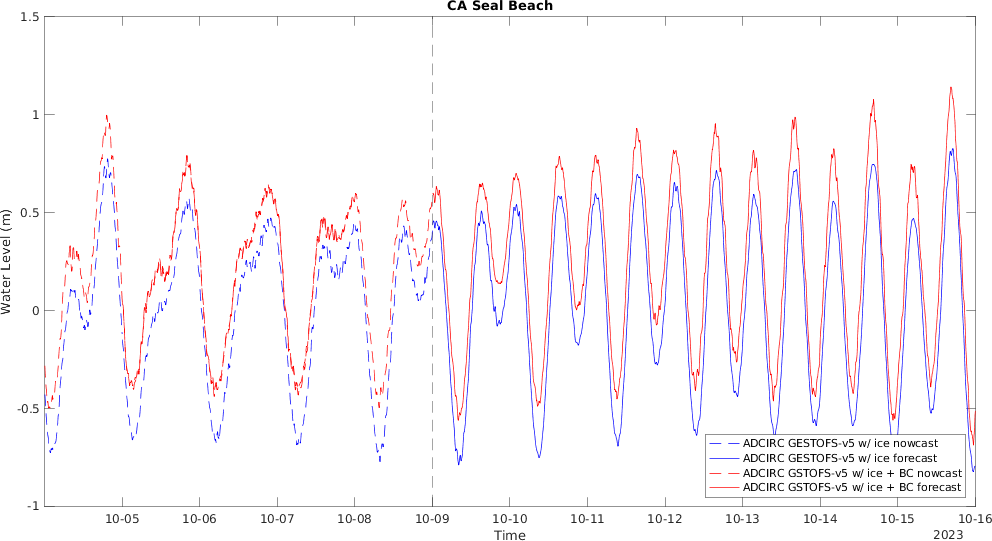 CA Seal Beach
Water Level (m)
1.5
1
0.5
0
-0.5
-1
10-05
10-06
10-07
10-08
10-09
10-10
10-11
10-12
10-13
10-14
10-15
10-16
Time
2023
ADCIRC GESTOFS-v5 w/ ice nowcast
ADCIRC GESTOFS-v5 w/ ice forecast
ADCIRC GSTOFS-v5 w/ ice + BC nowcast
ADCIRC GSTOFS-v5 w/ ice + BC forecast